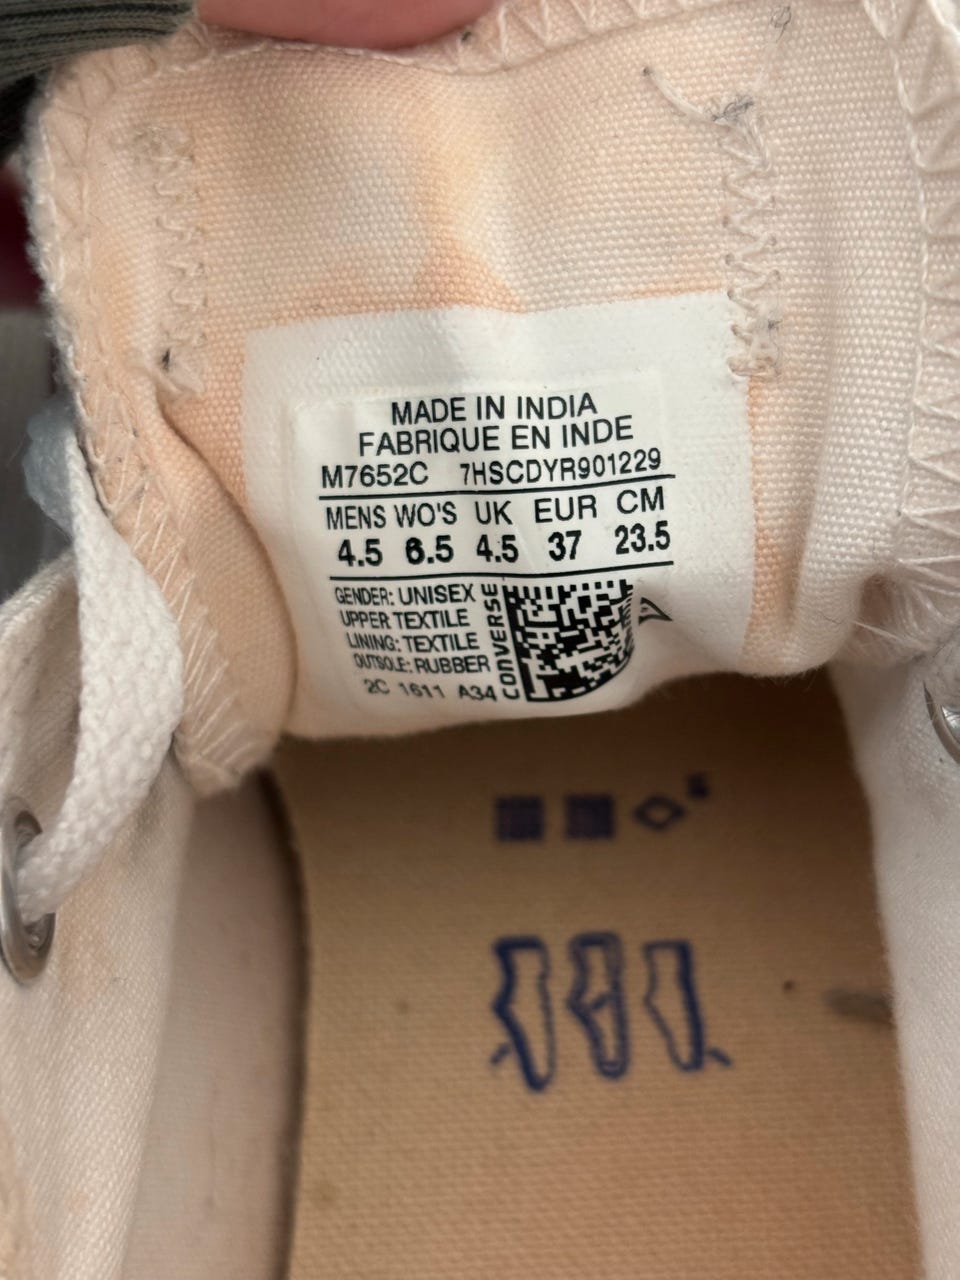 MADE IN INDIA
FABRIQUE EN INDE
M7652C 7HSCDYR901229
MENS WO'S UK EUR CM
4.5 6.5 4.5 37 23.5
GENDER: UNISEX
UPPER TEXTILE
LINING: TEXTILE
OUTSOLE: RUBBER
2C 1611 A34
CONVERSE